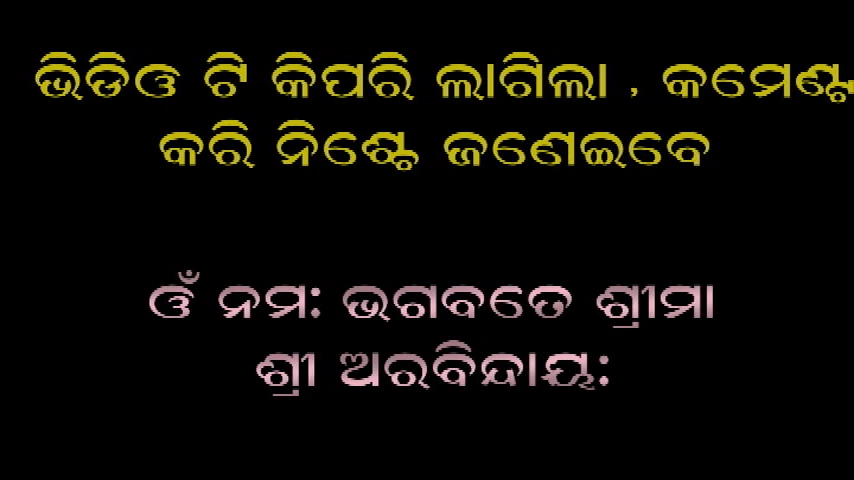 ଭିଡିଓ ଟି କିପରି ଲାଗିଲା , କମେଣ୍ଟ
କରି ନିଶ୍ଚେ ଜଣେଇବେ
ଓଁ ନମଃ ଭଗବତେ ଶ୍ରୀମା
ଶ୍ରୀ ଅରବିନ୍ଦାୟଃ